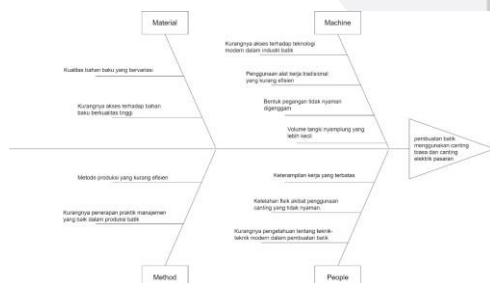 Material
Machine
Kurangnya akses terhadap teknologi
modern dalam industri batik
Kualitas bahan baku yang bervariasi
Penggunaan alat kerja tradisional
yang kurang efisien
Kurangnya akses terhadap bahan
baku berkualitas tinggi
Bentuk pegangan tidak nyaman
digenggam
Volume tangki nyamplung yang
lebih kecil
pembuatan batik
menggunakan canting
biasa dan canting
elektrik pasaran
Metode produksi yang kurang efisien
Keterampilan kerja yang terbatas
Kelelahan fisik akibat penggunaan
canting yang tidak nyaman.
Kurangnya penerapan praktik manajemen
yang baik dalam produksi batik
Kurangnya pengetahuan tentang teknik-
teknik modern dalam pembuatan batik
Method
People